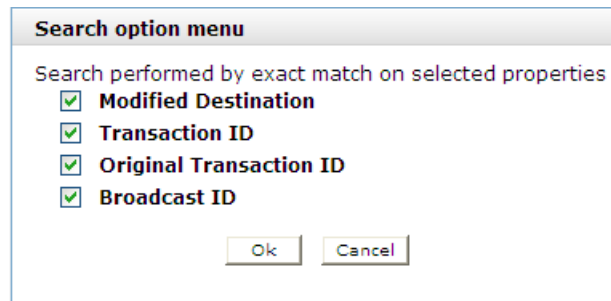 Search option menu
Search performed by exact match on selected properties
Modified Destination
Transaction ID
Original Transaction ID
Broadcast ID
Ok Cancel